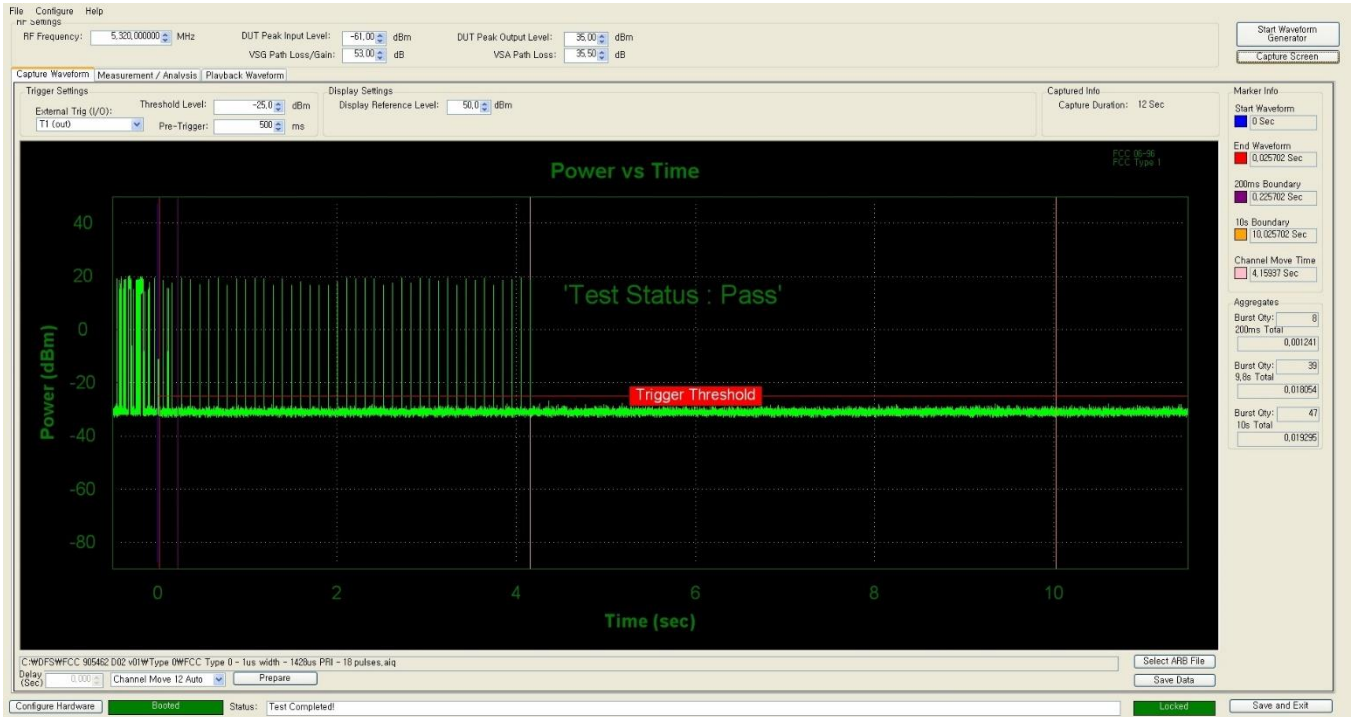 File Configure Help
RF Settings
RF Frequency: 5,320,000000 MHz DUT Peak Input Level: -61,00 dBm DUT Peak Output Level: 35,00 dBm
VSG Path Loss/Gain: 53,00 dB VSA Path Loss: 35,50 dB
Start Waveform Generator
Capture Screen
Capture Waveform Measurement / Analysis Playback Waveform
Trigger Settings
External Trig (I/O): Threshold Level: -25,0 dBm
T1 (out) Pre-Trigger: 500 ms
Display Settings
Display Reference Level: 50,0 dBm
Captured Info
Capture Duration: 12 Sec
Power vs Time
FCC 06-96
FCC Type 1
40
20
0
-20
-40
-60
-80
Power (dBm)
'Test Status : Pass'
Trigger Threshold
0 2 4 6 8 10
Time (sec)
Marker Info
Start Waveform
0 Sec
End Waveform
0,025702 Sec
200ms Boundary
0,225702 Sec
10s Boundary
10,025702 Sec
Channel Move Time
4,15937 Sec
Aggregates
Burst Qty: 8
200ms Total
0,001241
Burst Qty: 39
9,8s Total
0,018054
Burst Qty: 47
10s Total
0,019295
C:₩DFS₩FCC 905462 D02 v01₩Type 0₩FCC Type 0 - 1us width - 1428us PRI - 18 pulses.aiq
Select ARB File
Delay (Sec) 0,000 Channel Move 12 Auto Prepare
Save Data
Configure Hardware Booted Status: Test Completed! Locked Save and Exit